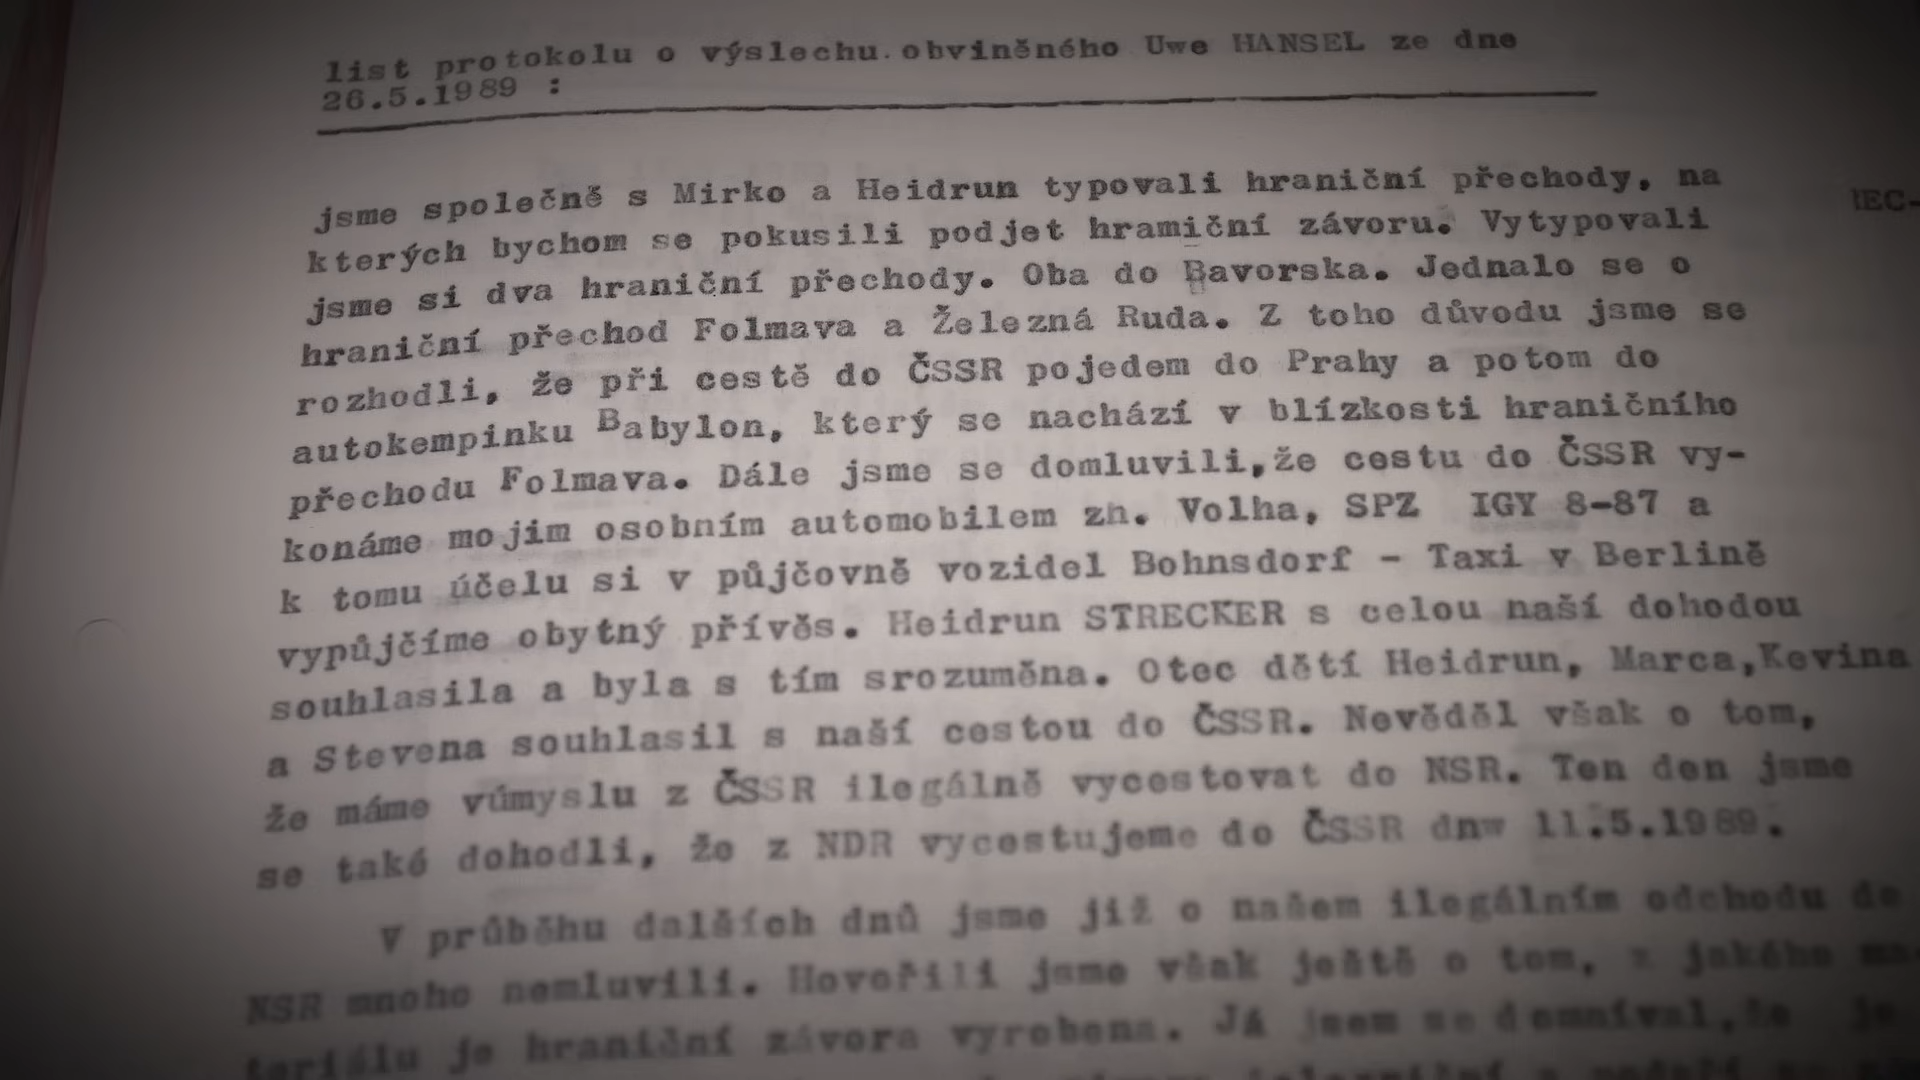 list protokolu o výslechu.obviněného Uwe HANSEL ze dne
26.5.1989 :
jsme společně s Mirko a Heidrun typovali hraniční přechody, na
kterých bychom se pokusili podjet hramiční závoru. Vytypovali
IEC-
jsme si dva hraniční přechody. Oba do Bavorska. Jednalo se o
hraniční přechod Folmava a Železná Ruda. Z toho důvodu jsme se
rozhodli, že při cestě do ČSSR pojedem do Prahy a potom do
autokempinku Babylon, který se nachází v blízkosti hraničního
přechodu Folmava. Dále jsme se domluvili,že cestu do ČSSR vy-
konáme mojim osobním automobilem zn. Volha, SPZ IGY 8-87 a
k tomu účelu si v půjčovně vozidel Bohnsdorf - Taxi v Berlině
vypůjčíme obytný přívěs. Heidrun STRECKER s celou naší dohodou
souhlasila a byla s tím srozuměna. Otec dětí Heidrun, Marca,Kevina
a Stevena souhlasil s naší cestou do ČSSR. Nevěděl však o tom,
že máme vúmyslu z ČSSR ilegálně vycestovat do NSR. Ten den jsme
se také dohodli, že z NDR vycestujeme do ČSSR dnw 11.5.1989.
V průběhu dalších dnů jsme již o našem ilegálním odchodu do
NSR mnoho nemluvili. Hovořili jsme však ještě o tom, z jakého ma-
teriálu je hraniční závora vyrobena. Já jsem se domníval,že je